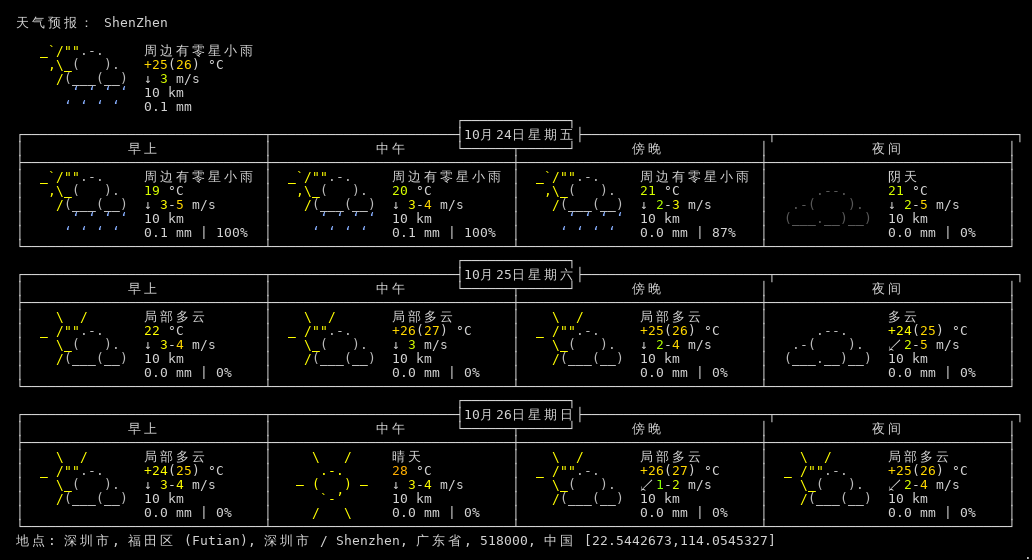 天气预报： ShenZhen
周边有零星小雨
+25(26) °C
↓ 3 m/s
10 km
0.1 mm
10月24日星期五
早上 中午 傍晚 夜间
周边有零星小雨 周边有零星小雨 周边有零星小雨 阴天
19 °C 20 °C 21 °C 21 °C
↓ 3-5 m/s ↓ 3-4 m/s ↓ 2-3 m/s ↓ 2-5 m/s
10 km 10 km 10 km 10 km
0.1 mm | 100% 0.1 mm | 100% 0.0 mm | 87% 0.0 mm | 0%
10月25日星期六
早上 中午 傍晚 夜间
局部多云 局部多云 局部多云 多云
22 °C +26(27) °C +25(26) °C +24(25) °C
↓ 3-4 m/s ↓ 3 m/s ↓ 2-4 m/s ↙ 2-5 m/s
10 km 10 km 10 km 10 km
0.0 mm | 0% 0.0 mm | 0% 0.0 mm | 0% 0.0 mm | 0%
10月26日星期日
早上 中午 傍晚 夜间
局部多云 晴天 局部多云 局部多云
+24(25) °C 28 °C +26(27) °C +25(26) °C
↓ 3-4 m/s ↓ 3-4 m/s ↙ 1-2 m/s ↙ 2-4 m/s
10 km 10 km 10 km 10 km
0.0 mm | 0% 0.0 mm | 0% 0.0 mm | 0% 0.0 mm | 0%
地点: 深圳市, 福田区 (Futian), 深圳市 / Shenzhen, 广东省, 518000, 中国 [22.5442673,114.0545327]